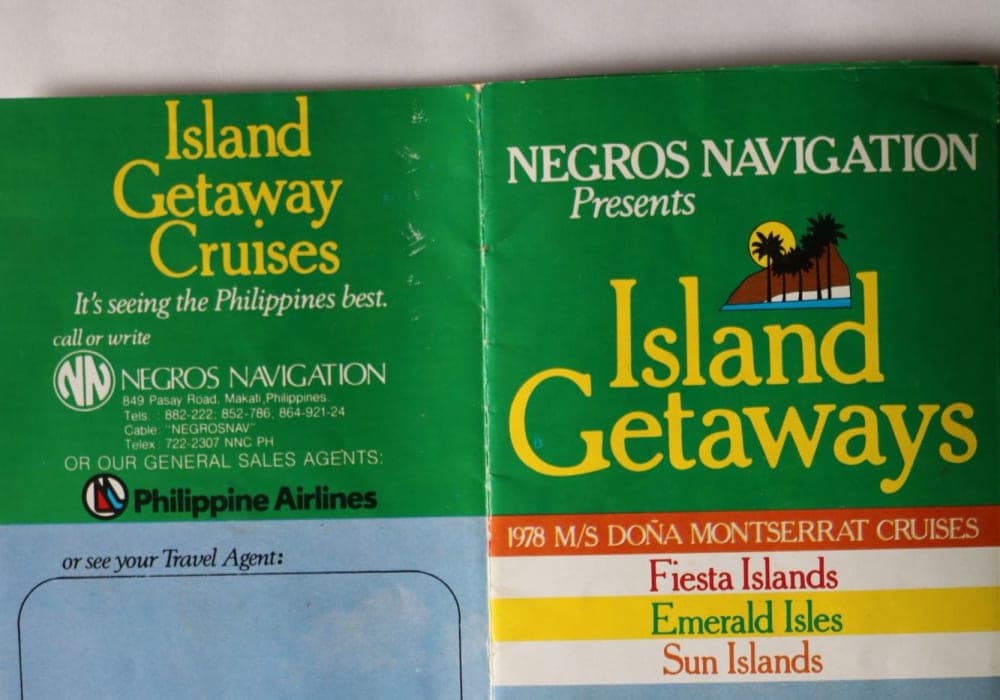 Island
Getaway
Cruises
It's seeing the Philippines best.
call or write
NN NEGROS NAVIGATION
849 Pasay Road, Makati, Philippines.
Tels. : 882-222; 852-786; 864-921-24
Cable: "NEGROSNAV"
Telex: 722-2307 NNC PH
OR OUR GENERAL SALES AGENTS:
Philippine Airlines
or see your Travel Agent:
NEGROS NAVIGATION
Presents
Island
Getaways
1978 M/S DOÑA MONTSERRAT CRUISES
Fiesta Islands
Emerald Isles
Sun Islands